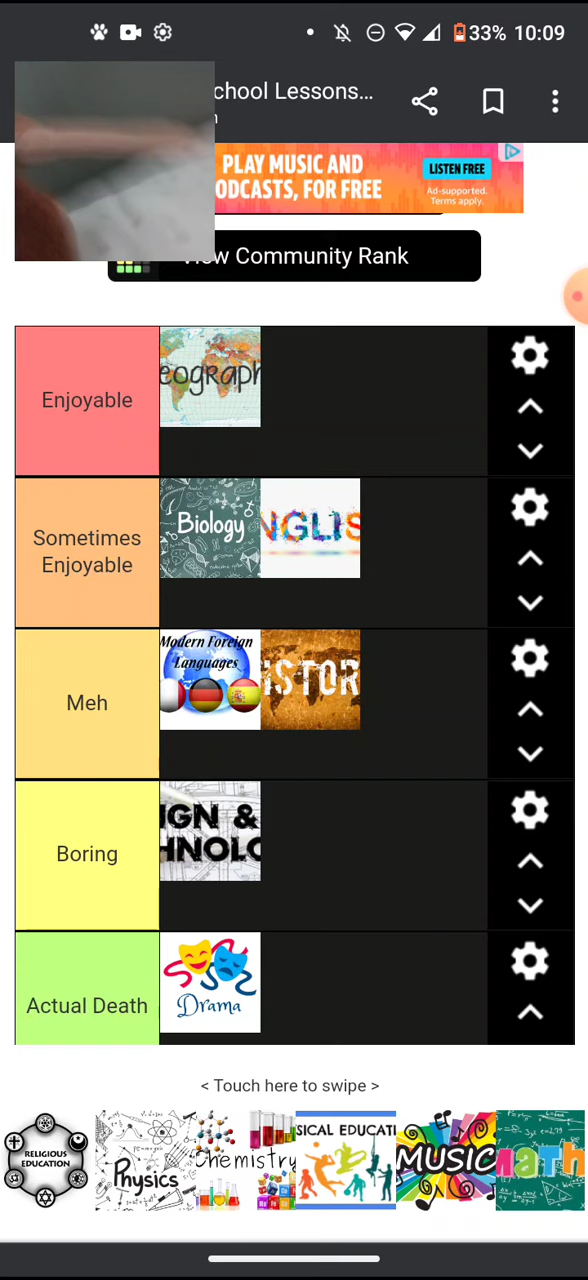 33% 10:09
chool Lessons...
PLAY MUSIC AND
ODCASTS, FOR FREE
LISTEN FREE
Ad-supported.
Terms apply.
Community Rank
Enjoyable
eograph
Sometimes
Enjoyable
Biology
NGLIS
Meh
Modern Foreign
Languages
ISTOR
Boring
IGN &
HNOLO
Actual Death
Drama
< Touch here to swipe >
RELIGIOUS
EDUCATION
Physics
Chemistry
SICAL EDUCATI
MUSIC
math